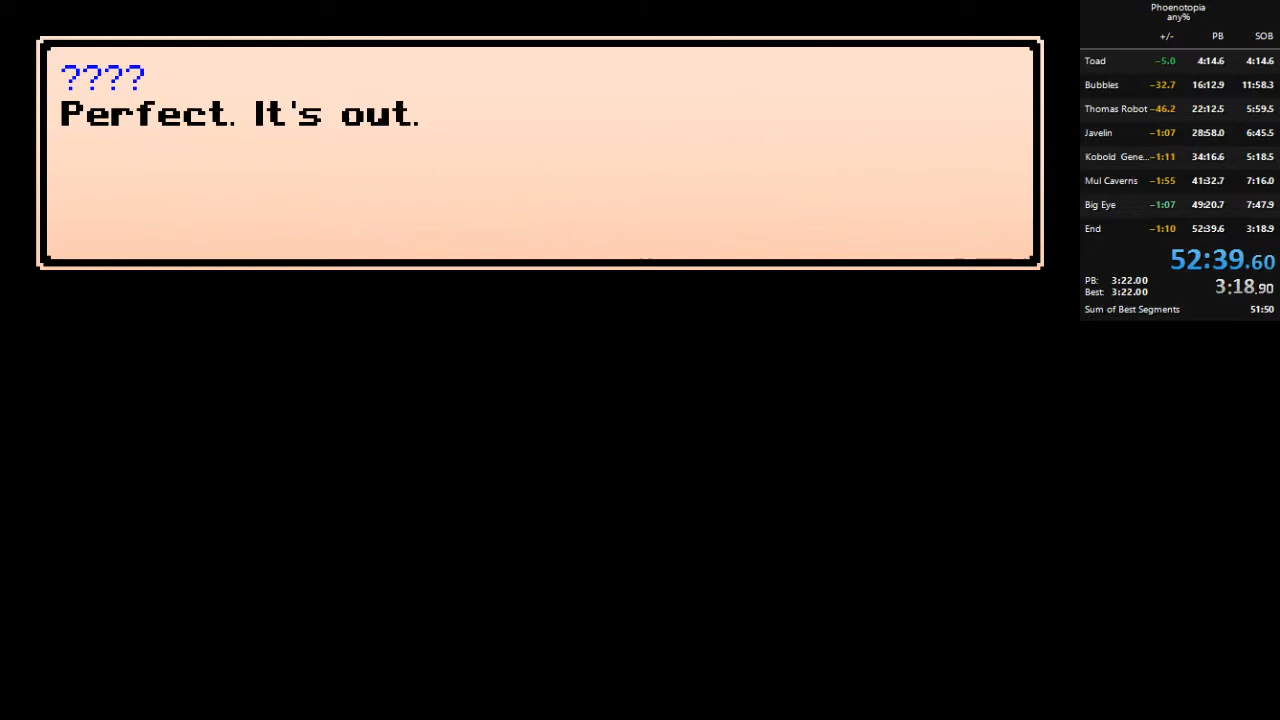 ????
Perfect. It's out.
Phoenotopia
any%
+/- PB SOB
Toad -5.0 4:14.6 4:14.6
Bubbles -32.7 16:12.9 11:58.3
Thomas Robot -46.2 22:12.5 5:59.5
Javelin -1:07 28:58.0 6:45.5
Kobold Gene... -1:11 34:16.6 5:18.5
Mul Caverns -1:55 41:32.7 7:16.0
Big Eye -1:07 49:20.7 7:47.9
End -1:10 52:39.6 3:18.9
52:39.60
PB: 3:22.00
Best: 3:22.00
3:18.90
Sum of Best Segments 51:50